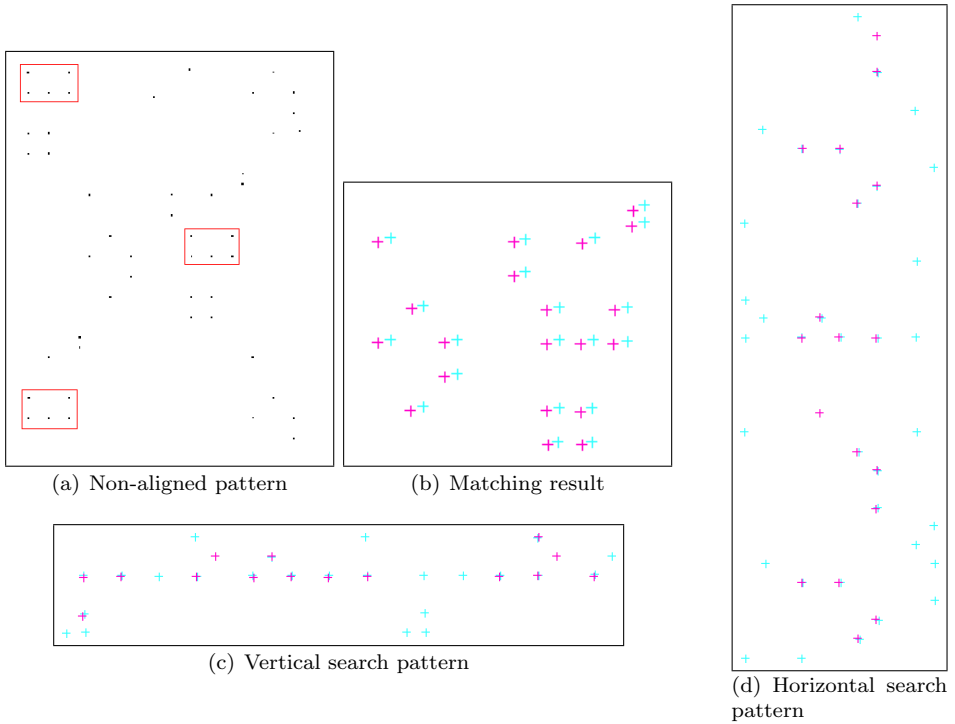 (a) Non-aligned pattern
(b) Matching result
(c) Vertical search pattern
(d) Horizontal search
pattern